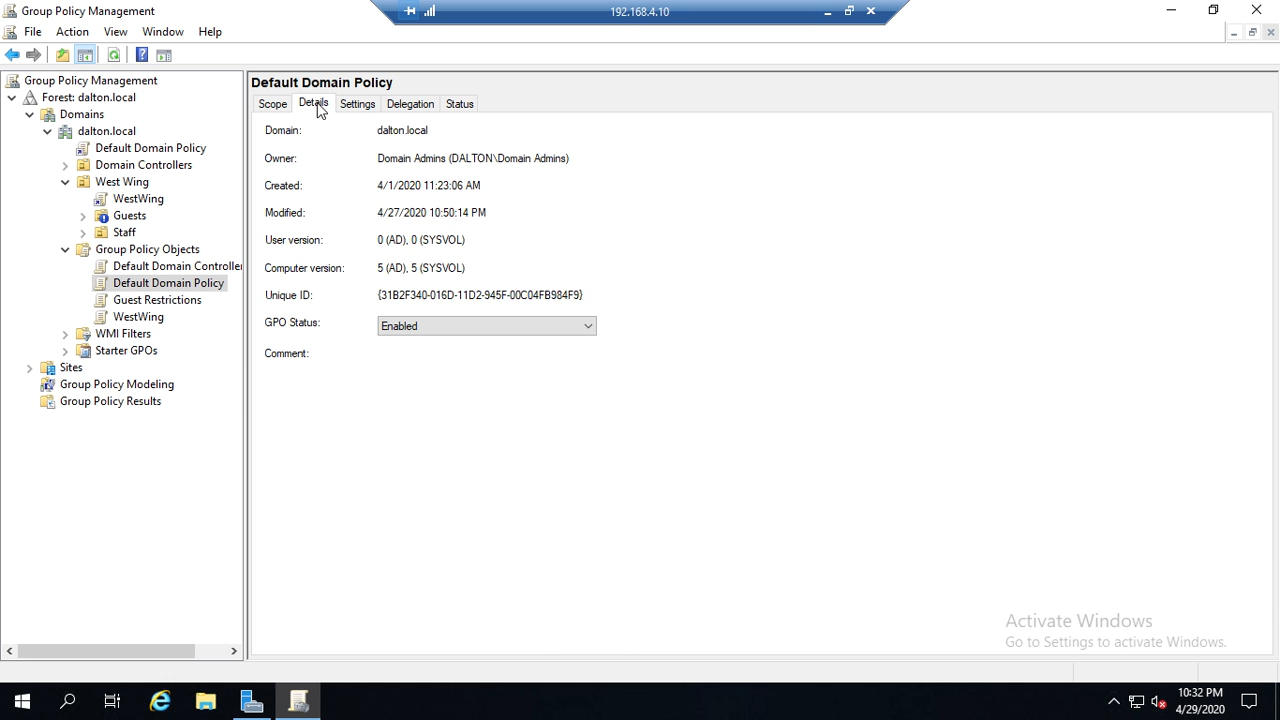 Group Policy Management
192.168.4.10
File Action View Window Help
Group Policy Management
Forest: dalton.local
Domains
dalton.local
Default Domain Policy
Domain Controllers
West Wing
WestWing
Guests
Staff
Group Policy Objects
Default Domain Controller
Default Domain Policy
Guest Restrictions
WestWing
WMI Filters
Starter GPOs
Sites
Group Policy Modeling
Group Policy Results
Default Domain Policy
Scope Details Settings Delegation Status
Domain: dalton.local
Owner: Domain Admins (DALTON\Domain Admins)
Created: 4/1/2020 11:23:06 AM
Modified: 4/27/2020 10:50:14 PM
User version: 0 (AD), 0 (SYSVOL)
Computer version: 5 (AD), 5 (SYSVOL)
Unique ID: {31B2F340-016D-11D2-945F-00C04FB984F9}
GPO Status: Enabled
Comment:
Activate Windows
Go to Settings to activate Windows.
10:32 PM
4/29/2020